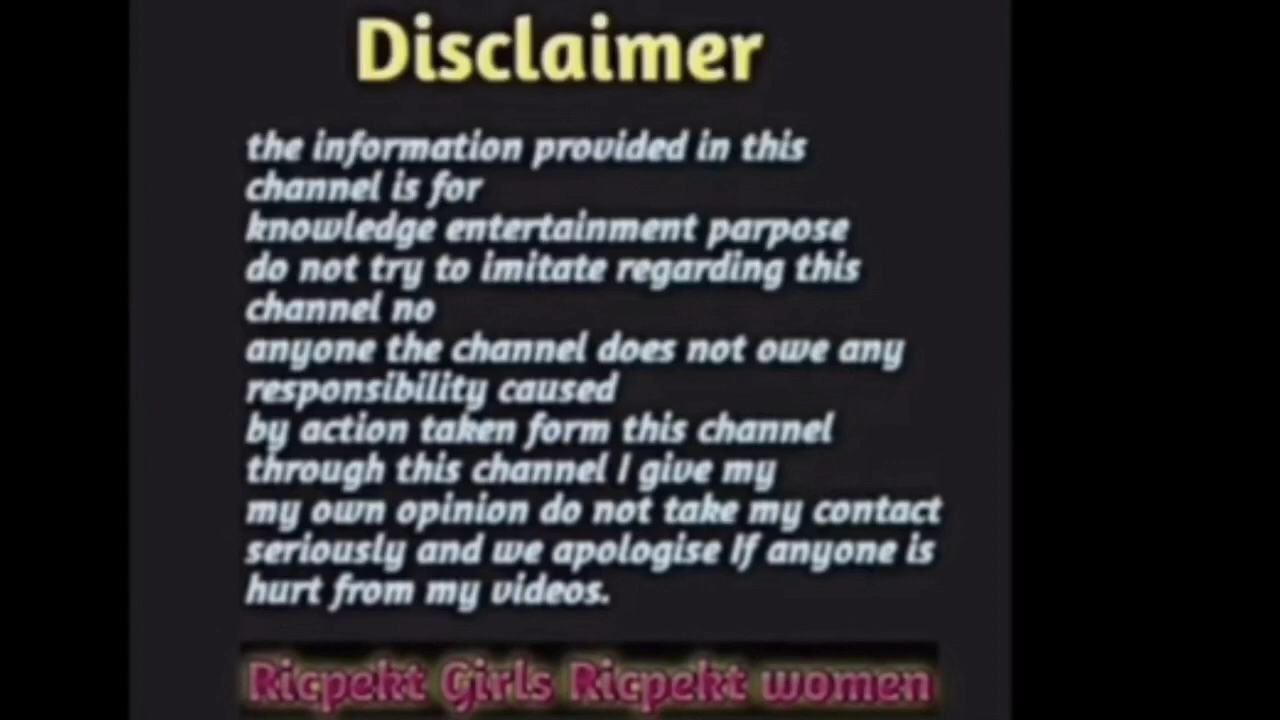 Disclaimer
the information provided in this
channel is for
knowledge entertainment parpose
do not try to imitate regarding this
channel no
anyone the channel does not owe any
responsibility caused
by action taken form this channel
through this channel I give my
my own opinion do not take my contact
seriously and we apologise If anyone is
hurt from my videos.
Ricpekt Girls Ricpekt women